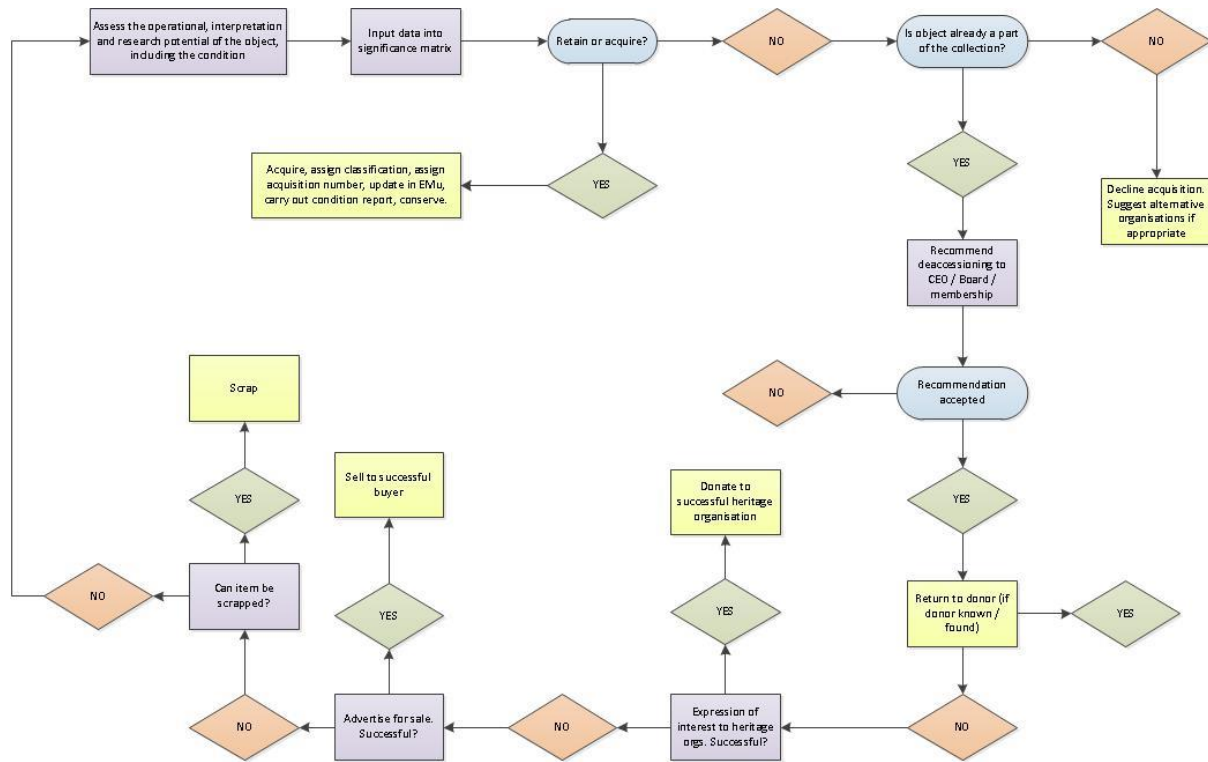 Assess the operational, interpretation
and research potential of the object,
including the condition
Input data into
significance matrix
Retain or acquire?
NO
Is object already a part
of the collection?
NO
Acquire, assign classification, assign
acquisition number, update in EMu,
carry out condition report, conserve.
YES
YES
Decline acquisition.
Suggest alternative
organisations if
appropriate
Recommend
deaccessioning to
CEO / Board /
membership
Scrap
NO
Recommendation
accepted
YES
Sell to successful
buyer
Donate to
successful heritage
organisation
YES
NO
Can item be
scrapped?
YES
YES
Return to donor (if
donor known /
found)
YES
NO
Advertise for sale.
Successful?
NO
Expression of
interest to heritage
orgs. Successful?
NO